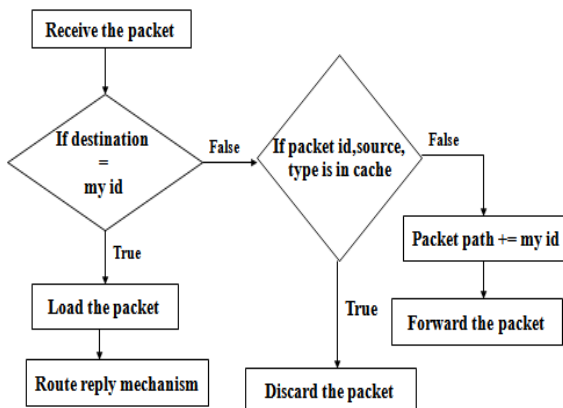 Receive the packet
If destination
=
my id
False
If packet id,source,
type is in cache
False
Packet path += my id
True
Load the packet
True
Forward the packet
Route reply mechanism
Discard the packet